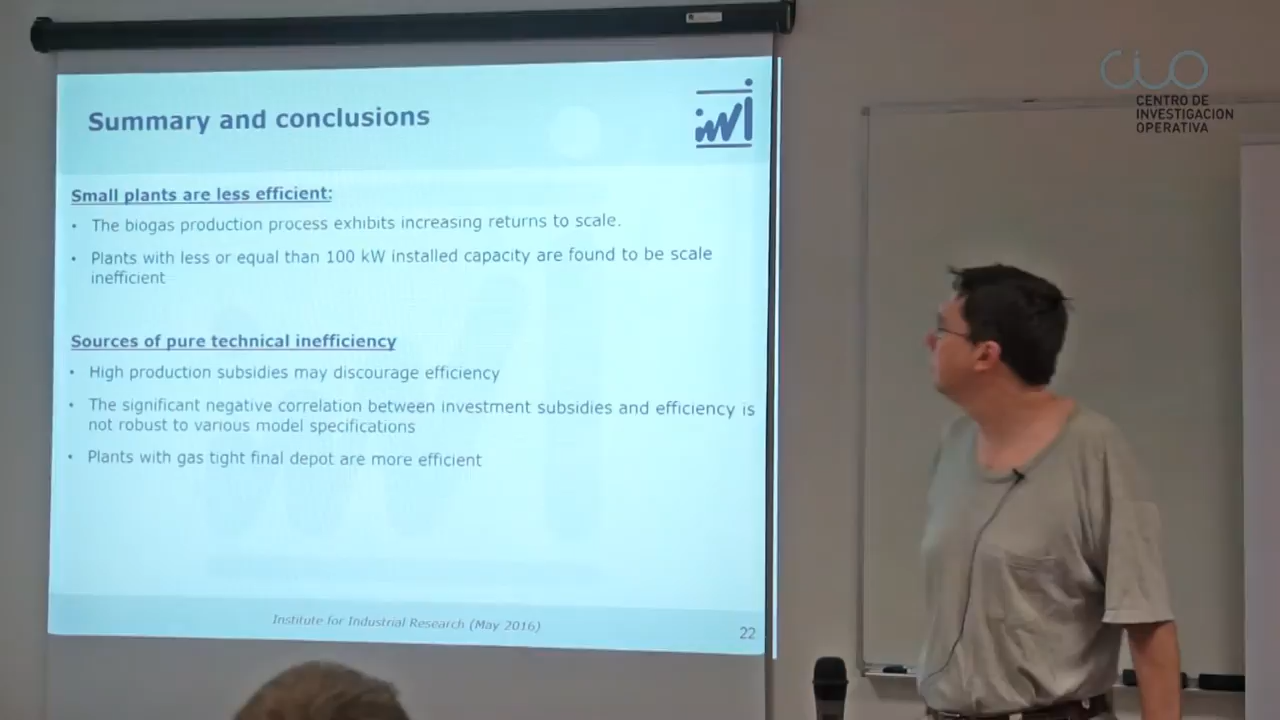 Summary and conclusions
iwi
Small plants are less efficient:
• The biogas production process exhibits increasing returns to scale.
• Plants with less or equal than 100 kW installed capacity are found to be scale
inefficient
Sources of pure technical inefficiency
• High production subsidies may discourage efficiency
• The significant negative correlation between investment subsidies and efficiency is
not robust to various model specifications
• Plants with gas tight final depot are more efficient
Institute for Industrial Research (May 2016)
22
CIO
CENTRO DE
INVESTIGACION
OPERATIVA